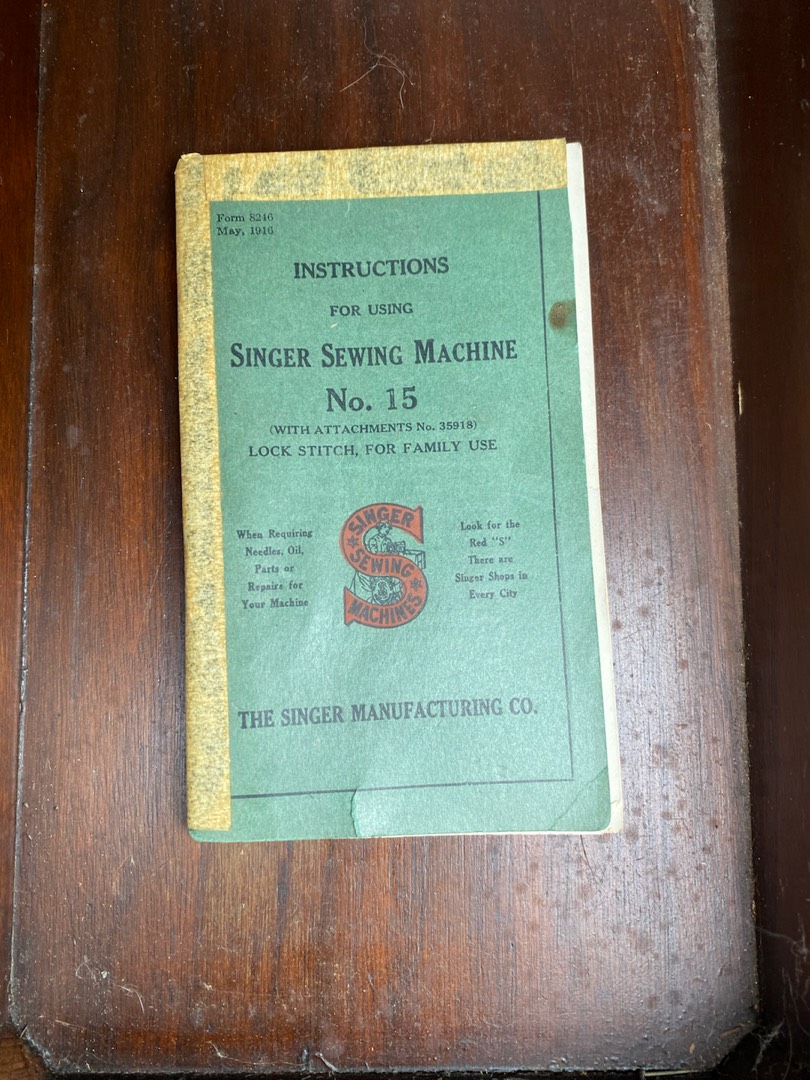 Form 8246
May, 1916
INSTRUCTIONS
FOR USING
SINGER SEWING MACHINE
No. 15
(WITH ATTACHMENTS No. 35918)
LOCK STITCH, FOR FAMILY USE
When Requiring
Needles, Oil,
Parts or
Repairs for
Your Machine
SINGER
SEWING
MACHINES
Look for the
Red "S"
There are
Singer Shops in
Every City
THE SINGER MANUFACTURING CO.